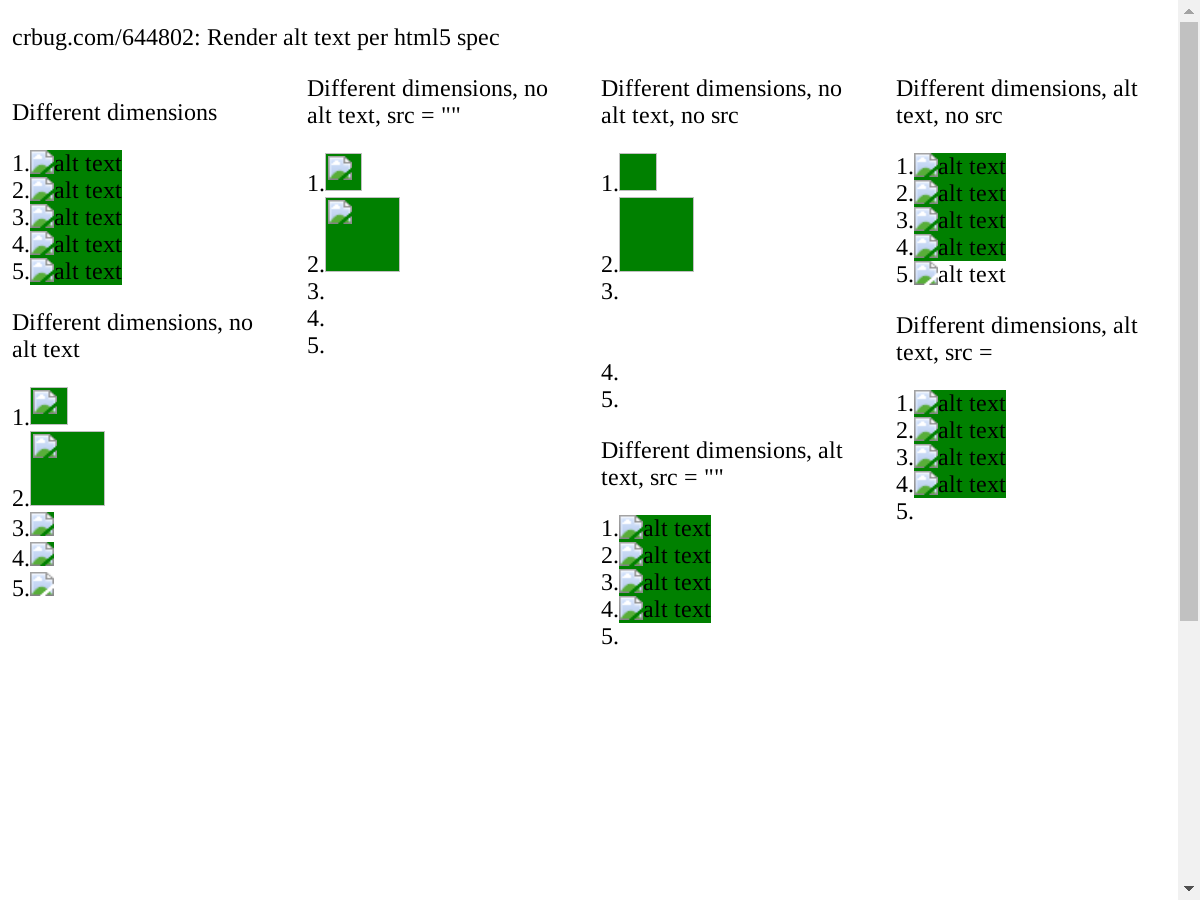 crbug.com/644802: Render alt text per html5 spec
Different dimensions
1.alt text
2.alt text
3.alt text
4.alt text
5.alt text
Different dimensions, no
alt text
1.
2.
3.
4.
5.
Different dimensions, no
alt text, src = ""
1.
2.
3.
4.
5.
Different dimensions, no
alt text, no src
1.
2.
3.
4.
5.
Different dimensions, alt
text, src = ""
1.alt text
2.alt text
3.alt text
4.alt text
5.
Different dimensions, alt
text, no src
1.alt text
2.alt text
3.alt text
4.alt text
5.alt text
Different dimensions, alt
text, src =
1.alt text
2.alt text
3.alt text
4.alt text
5.